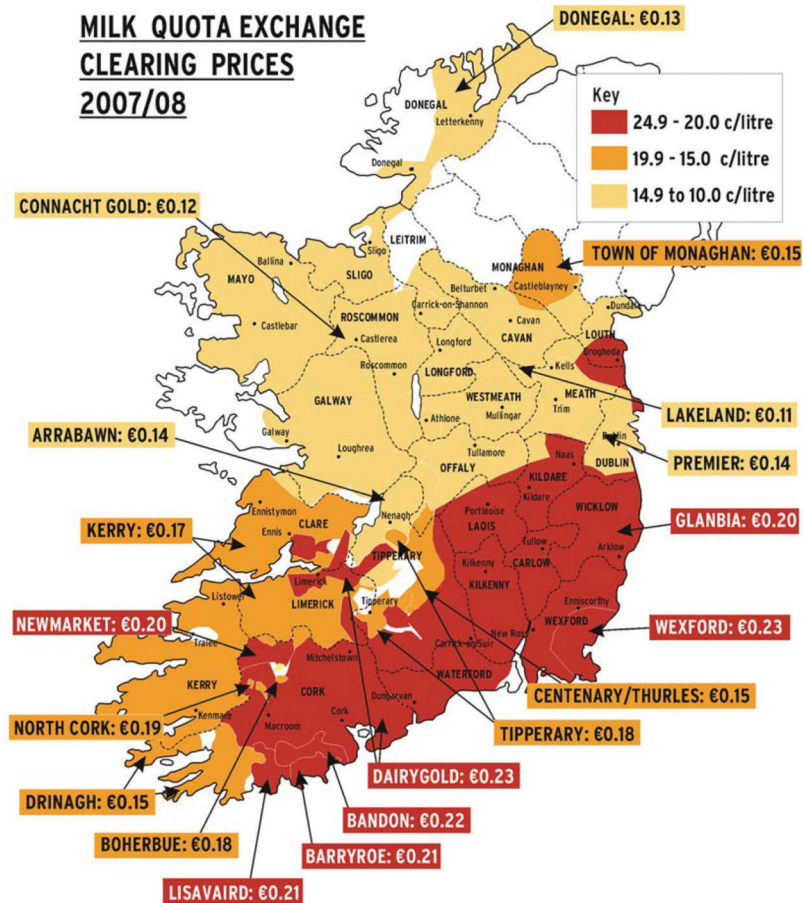 MILK QUOTA EXCHANGE
CLEARING PRICES
2007/08
DONEGAL: €0.13
Key
24.9 - 20.0 c/litre
19.9 - 15.0 c/litre
14.9 to 10.0 c/litre
DONEGAL
Letterkenny
Donegal
CONNACHT GOLD: €0.12
LEITRIM
Sligo
SLIGO
Ballina
MAYO
MONAGHAN
TOWN OF MONAGHAN: €0.15
Castleblayney
Belturbet
Dundalk
ROSCOMMON
Carrick-on-Shannon
Cavan
CAVAN
LOUTH
Castlebar
Castlerea
Longford
Drogheda
Roscommon
LONGFORD
Kells
MEATH
GALWAY
WESTMEATH
Mullingar
Trim
LAKELAND: €0.11
Athlone
ARRABAWN: €0.14
Galway
Loughrea
Tullamore
Dublin
DUBLIN
PREMIER: €0.14
OFFALY
Naas
KILDARE
Kildare
Ennistymon
CLARE
Nenagh
Portlaoise
LAOIS
WICKLOW
GLANBIA: €0.20
KERRY: €0.17
Ennis
TIPPERARY
Tullow
Arklow
Limerick
Kilkenny
CARLOW
KILKENNY
Listowel
LIMERICK
Tipperary
Enniscorthy
NEWMARKET: €0.20
WEXFORD
WEXFORD: €0.23
Tralee
Mitchelstown
Carrick-on/Suir
New Ross
WATERFORD
KERRY
CORK
Dungarvan
CENTENARY/THURLES: €0.15
NORTH CORK: €0.19
Kenmare
Macroom
Cork
TIPPERARY: €0.18
DAIRYGOLD: €0.23
DRINAGH: €0.15
BANDON: €0.22
BOHERBUE: €0.18
BARRYROE: €0.21
LISAVAIRD: €0.21